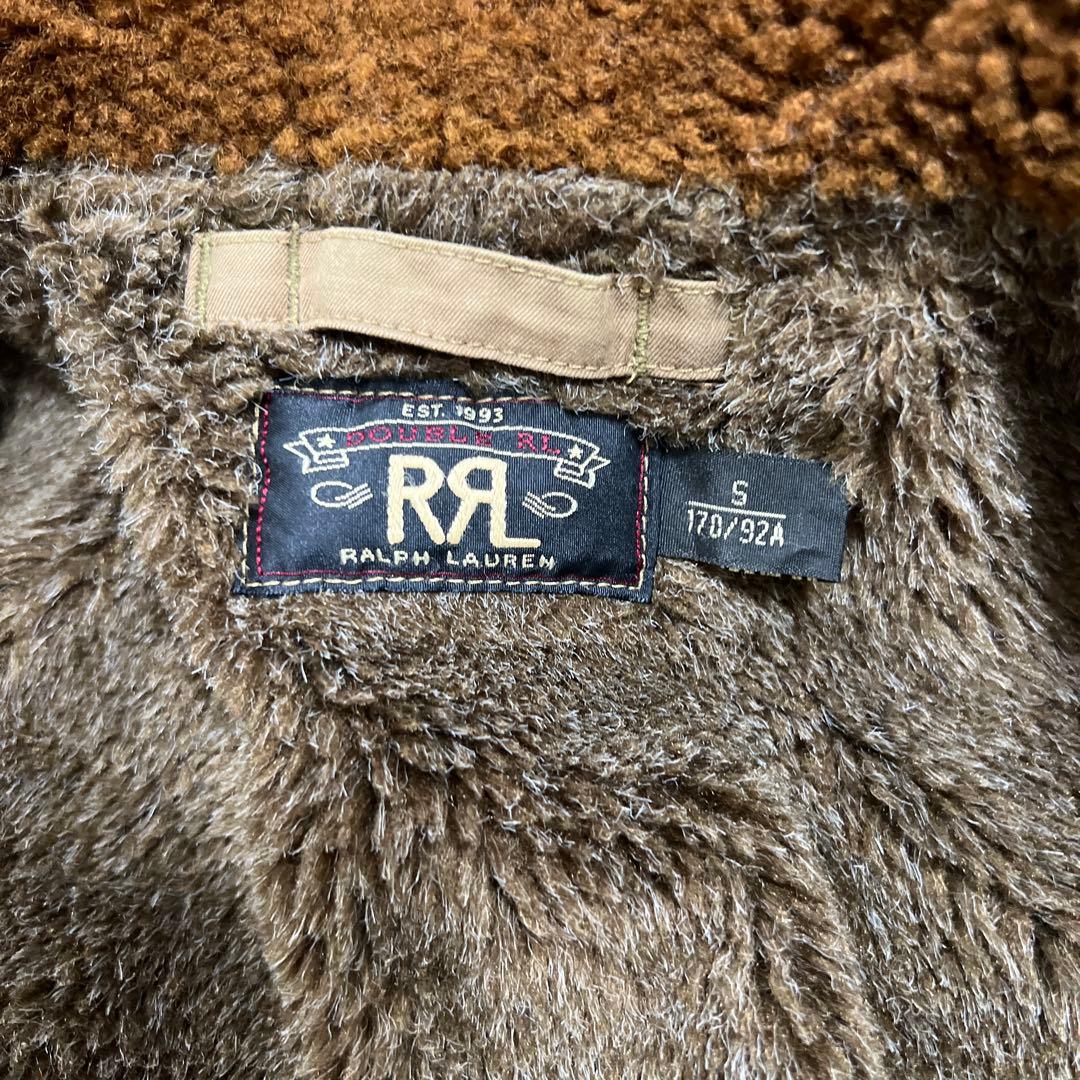 EST. 1993
DOUBLE RL
RRL
RALPH LAUREN
S
170/92A